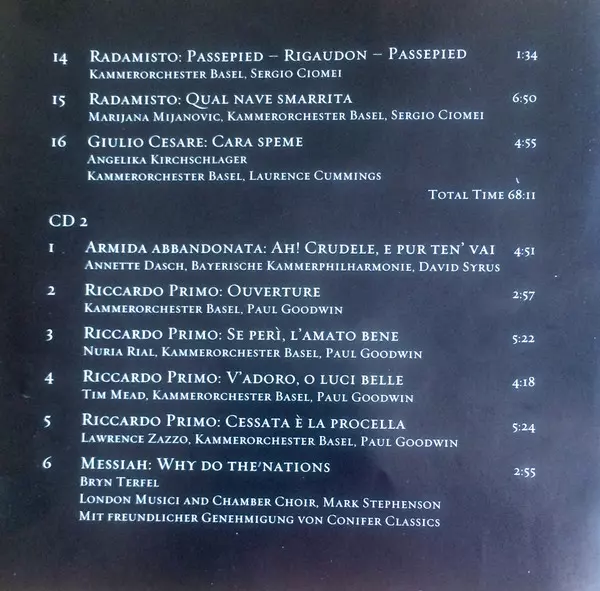 14 Radamisto: Passepied – Rigaudon – Passepied 1:34
Kammerorchester Basel, Sergio Ciomei
15 Radamisto: Qual nave smarrita 6:50
Marijana Mijanovic, Kammerorchester Basel, Sergio Ciomei
16 Giulio Cesare: Cara speme 4:55
Angelika Kirchschlager
Kammerorchester Basel, Laurence Cummings
Total Time 68:11
CD 2
1 Armida abbandonata: Ah! Crudele, e pur ten' vai 4:51
Annette Dasch, Bayerische Kammerphilharmonie, David Syrus
2 Riccardo Primo: Ouverture 2:57
Kammerorchester Basel, Paul Goodwin
3 Riccardo Primo: Se perì, l'amato bene 5:22
Nuria Rial, Kammerorchester Basel, Paul Goodwin
4 Riccardo Primo: V'adoro, o luci belle 4:18
Tim Mead, Kammerorchester Basel, Paul Goodwin
5 Riccardo Primo: Cessata è la procella 5:24
Lawrence Zazzo, Kammerorchester Basel, Paul Goodwin
6 Messiah: Why do the nations 2:55
Bryn Terfel
London Musici and Chamber Choir, Mark Stephenson
Mit freundlicher Genehmigung von Conifer Classics